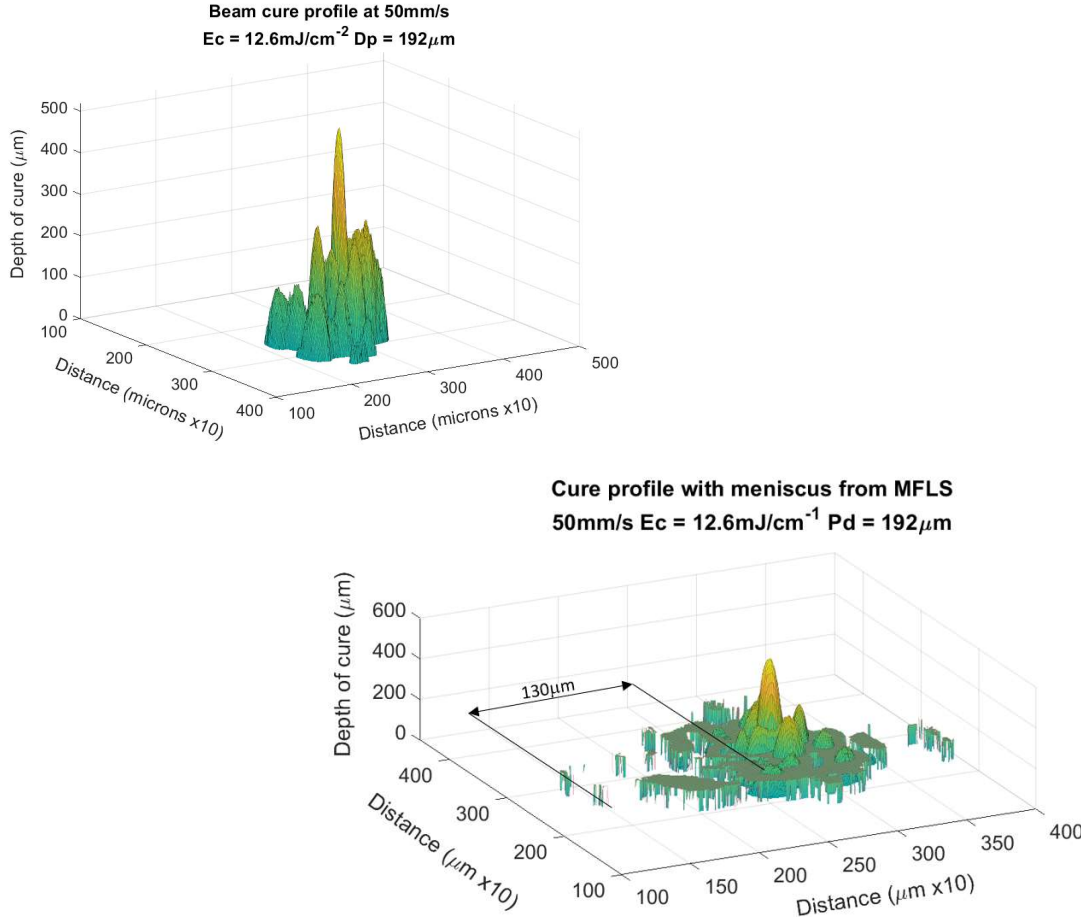 Beam cure profile at 50mm/s
Ec = 12.6mJ/cm⁻² Dp = 192μm
Depth of cure (μm)
500
400
300
200
100
0
100
200
300
400
Distance (microns x10)
100
200
300
400
500
Distance (microns x10)
Cure profile with meniscus from MFLS
50mm/s Ec = 12.6mJ/cm⁻¹ Pd = 192μm
Depth of cure (μm)
600
400
200
0
130μm
400
300
200
100
Distance (μm x10)
100
150
200
250
300
350
400
Distance (μm x10)